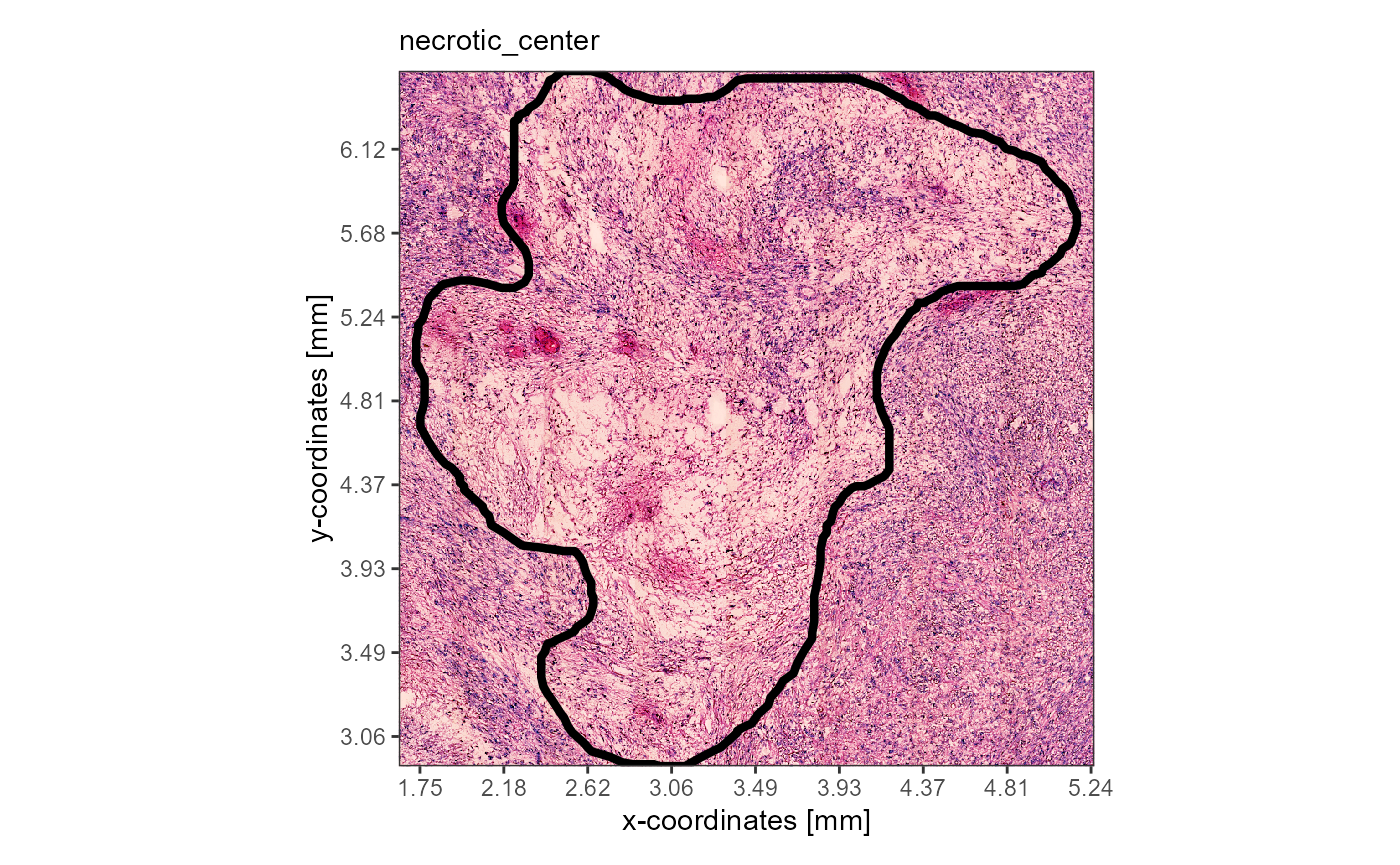 necrotic_center
y-coordinates [mm]
6.12
5.68
5.24
4.81
4.37
3.93
3.49
3.06
1.75 2.18 2.62 3.06 3.49 3.93 4.37 4.81 5.24
x-coordinates [mm]